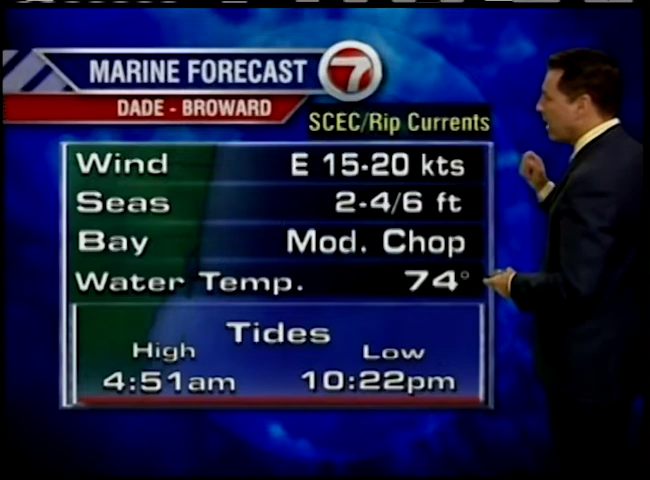 MARINE FORECAST 7
DADE - BROWARD
SCEC/Rip Currents
Wind E 15-20 kts
Seas 2-4/6 ft
Bay Mod. Chop
Water Temp. 74°
Tides
High Low
4:51am 10:22pm